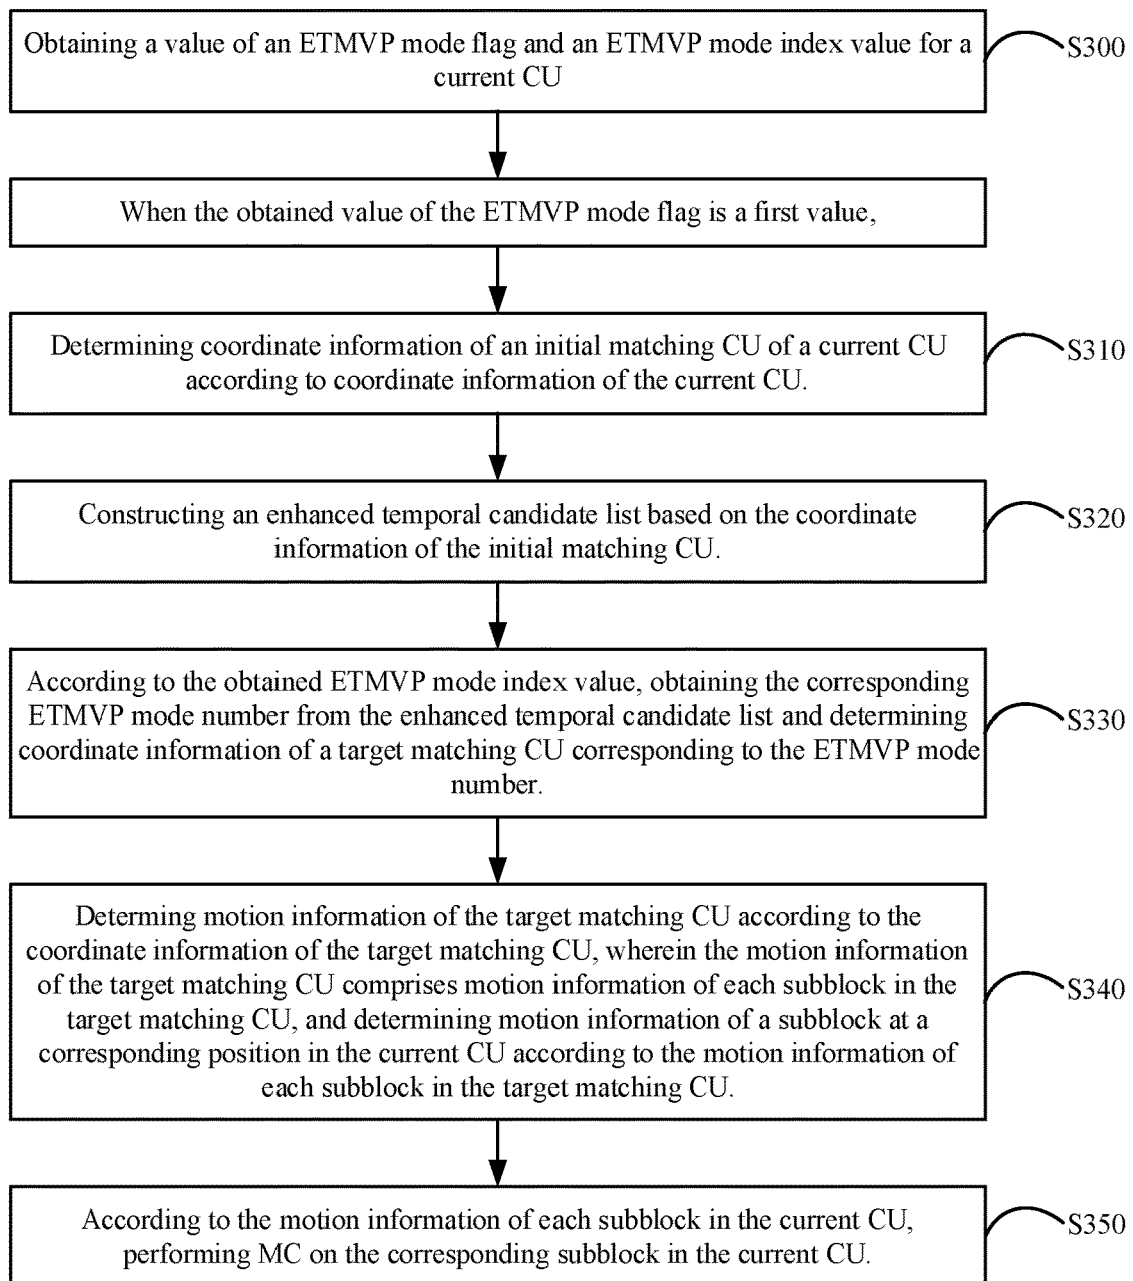 Obtaining a value of an ETMVP mode flag and an ETMVP mode index value for a
current CU
S300
When the obtained value of the ETMVP mode flag is a first value,
Determining coordinate information of an initial matching CU of a current CU
according to coordinate information of the current CU.
S310
Constructing an enhanced temporal candidate list based on the coordinate
information of the initial matching CU.
S320
According to the obtained ETMVP mode index value, obtaining the corresponding
ETMVP mode number from the enhanced temporal candidate list and determining
coordinate information of a target matching CU corresponding to the ETMVP mode
number.
S330
Determing motion information of the target matching CU according to the
coordinate information of the target matching CU, wherein the motion information
of the target matching CU comprises motion information of each subblock in the
target matching CU, and determining motion information of a subblock at a
corresponding position in the current CU according to the motion information of
each subblock in the target matching CU.
S340
According to the motion information of each subblock in the current CU,
performing MC on the corresponding subblock in the current CU.
S350